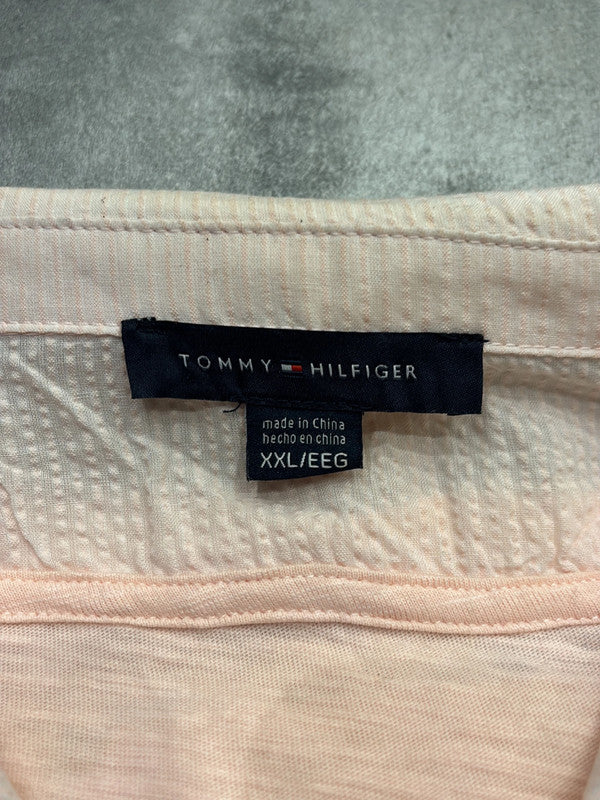 TOMMY HILFIGER
made in China
hecho en china
XXL/EEG